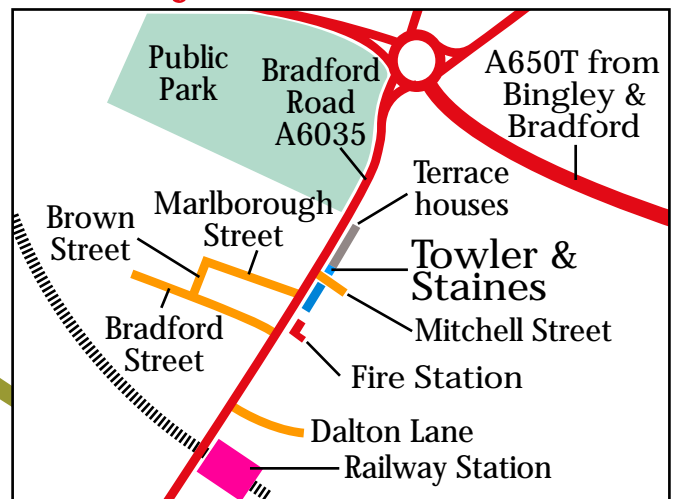 Public
Park
Bradford
Road
A6035
A650T from
Bingley &
Bradford
Terrace
houses
Marlborough
Street
Brown
Street
Towler &
Staines
Bradford
Street
Mitchell Street
Fire Station
Dalton Lane
Railway Station